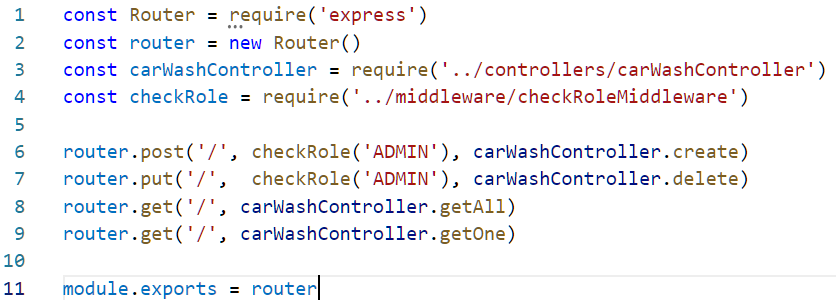 1 const Router = require('express')
2 const router = new Router()
3 const carWashController = require('../controllers/carWashController')
4 const checkRole = require('../middleware/checkRoleMiddleware')
5
6 router.post('/', checkRole('ADMIN'), carWashController.create)
7 router.put('/',  checkRole('ADMIN'), carWashController.delete)
8 router.get('/', carWashController.getAll)
9 router.get('/', carWashController.getOne)
10
11 module.exports = router